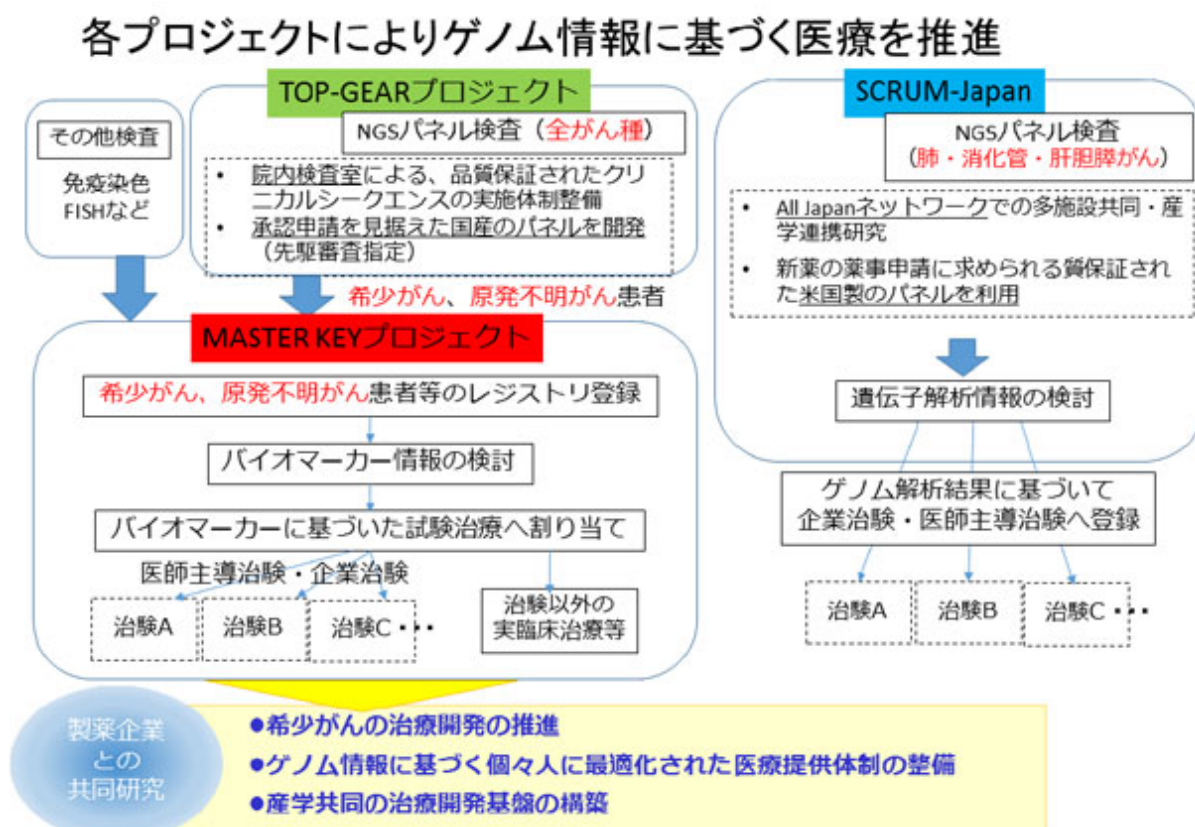 各プロジェクトによりゲノム情報に基づく医療を推進
その他検査
免疫染色
FISHなど
TOP-GEARプロジェクト
NGSパネル検査（全がん種）
• 院内検査室による、品質保証されたクリ
ニカルシークエンスの実施体制整備
• 承認申請を見据えた国産のパネルを開発
（先駆審査指定）
希少がん、原発不明がん患者
MASTER KEYプロジェクト
希少がん、原発不明がん患者等のレジストリ登録
バイオマーカー情報の検討
バイオマーカーに基づいた試験治療へ割り当て
医師主導治験・企業治験
治験A
治験B
治験C・・・
治験以外の
実臨床治療等
SCRUM-Japan
NGSパネル検査
（肺・消化管・肝胆膵がん）
• All Japanネットワークでの多施設共同・産
学連携研究
• 新薬の薬事申請に求められる質保証され
た米国製のパネルを利用
遺伝子解析情報の検討
ゲノム解析結果に基づいて
企業治験・医師主導治験へ登録
治験A
治験B
治験C・・・
製薬企業
との
共同研究
●希少がんの治療開発の推進
●ゲノム情報に基づく個々人に最適化された医療提供体制の整備
●産学共同の治療開発基盤の構築